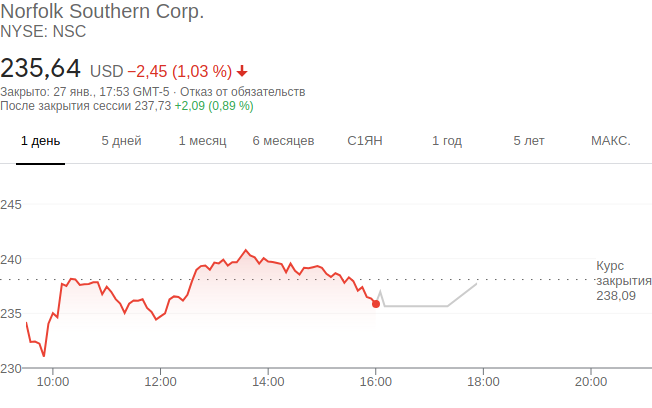 Norfolk Southern Corp.
NYSE: NSC
235,64 USD −2,45 (1,03 %)
Закрыто: 27 янв., 17:53 GMT-5 · Отказ от обязательств
После закрытия сессии 237,73 +2,09 (0,89 %)
1 день 5 дней 1 месяц 6 месяцев С1ЯН 1 год 5 лет МАКС.
245
240
Курс
закрытия
238,09
235
230
10:00 12:00 14:00 16:00 18:00 20:00